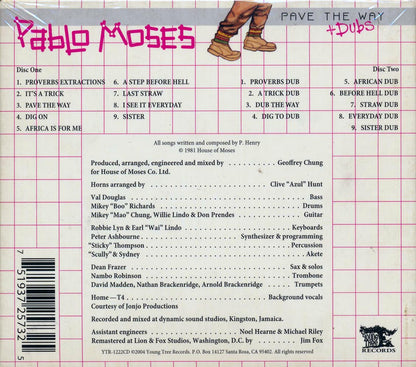 Pablo Moses
PAVE THE WAY
+DUBS
Disc One
1. PROVERBS EXTRACTIONS
2. IT'S A TRICK
3. PAVE THE WAY
4. DIG ON
5. AFRICA IS FOR ME
6. A STEP BEFORE HELL
7. LAST STRAW
8. I SEE IT EVERYDAY
9. SISTER
Disc Two
1. PROVERBS DUB
2. A TRICK DUB
3. DUB THE WAY
4. DIG TO DUB
5. AFRICAN DUB
6. BEFORE HELL DUB
7. STRAW DUB
8. EVERYDAY DUB
9. SISTER DUB
All songs written and composed by P. Henry
© 1981 House of Moses
Produced, arranged, engineered and mixed by . . . . . . . . . . . . . Geoffrey Chung
for House of Moses Co. Ltd.
Horns arranged by . . . . . . . . . . . . . Clive "Azul" Hunt
Val Douglas . . . . . . . . . . . . . Bass
Mikey "Boo" Richards . . . . . . . . . . . . . Drums
Mikey "Mao" Chung, Willie Lindo & Don Prendes . . . . . . . . . . . . . Guitar
Robbie Lyn & Earl "Wai" Lindo . . . . . . . . . . . . . Keyboards
Peter Ashbourne . . . . . . . . . . . . . Synthesizer & programming
"Sticky" Thompson . . . . . . . . . . . . . Percussion
"Scully" & Sydney . . . . . . . . . . . . . Akete
Dean Frazer . . . . . . . . . . . . . Sax & solos
Nambo Robinson . . . . . . . . . . . . . Trombone
David Madden, Nathan Brackenridge, Arnold Brackenridge . . . . . . . . . . . . . Trumpets
Home—T4 . . . . . . . . . . . . . Background vocals
Courtesy of Jonjo Productions
Recorded and mixed at dynamic sound studios, Kingston, Jamaica.
Assistant engineers . . . . . . . . . . . . . Noel Hearne & Michael Riley
Remastered at Lion & Fox Studios, Washington, D.C. by . . . . . . . . . . . . . Jim Fox
YTR-1222CD ©2004 Young Tree Records. P.O. Box 14127 Santa Rosa, CA 95402. All rights reserved
7 51937 25732 5
YOUNG TREE
RECORDS